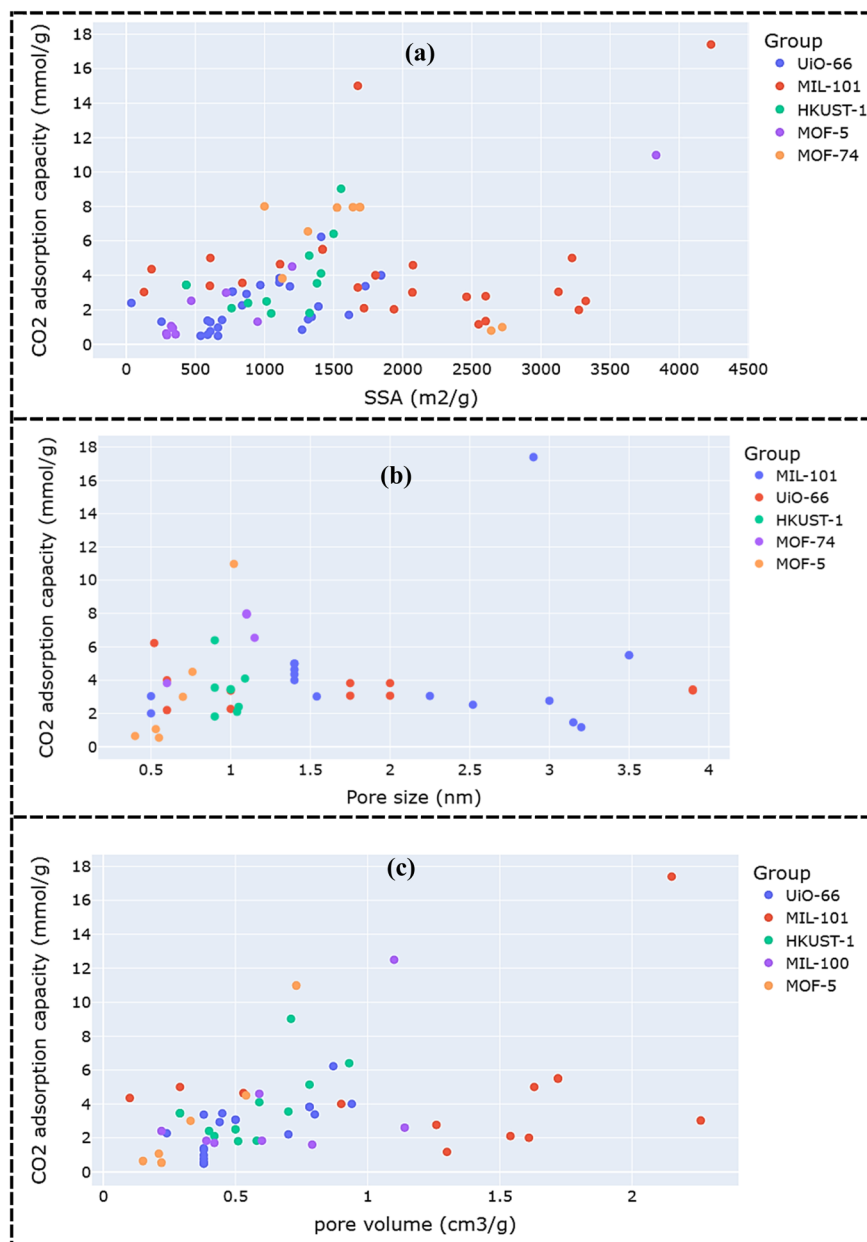 (a)
CO2 adsorption capacity (mmol/g)
18
16
14
12
10
8
6
4
2
0
0
500
1000
1500
2000
2500
3000
3500
4000
4500
SSA (m2/g)
Group
UiO-66
MIL-101
HKUST-1
MOF-5
MOF-74
(b)
CO2 adsorption capacity (mmol/g)
18
16
14
12
10
8
6
4
2
0
0.5
1
1.5
2
2.5
3
3.5
4
Pore size (nm)
Group
MIL-101
UiO-66
HKUST-1
MOF-74
MOF-5
(c)
CO2 adsorption capacity (mmol/g)
18
16
14
12
10
8
6
4
2
0
0
0.5
1
1.5
2
pore volume (cm3/g)
Group
UiO-66
MIL-101
HKUST-1
MIL-100
MOF-5